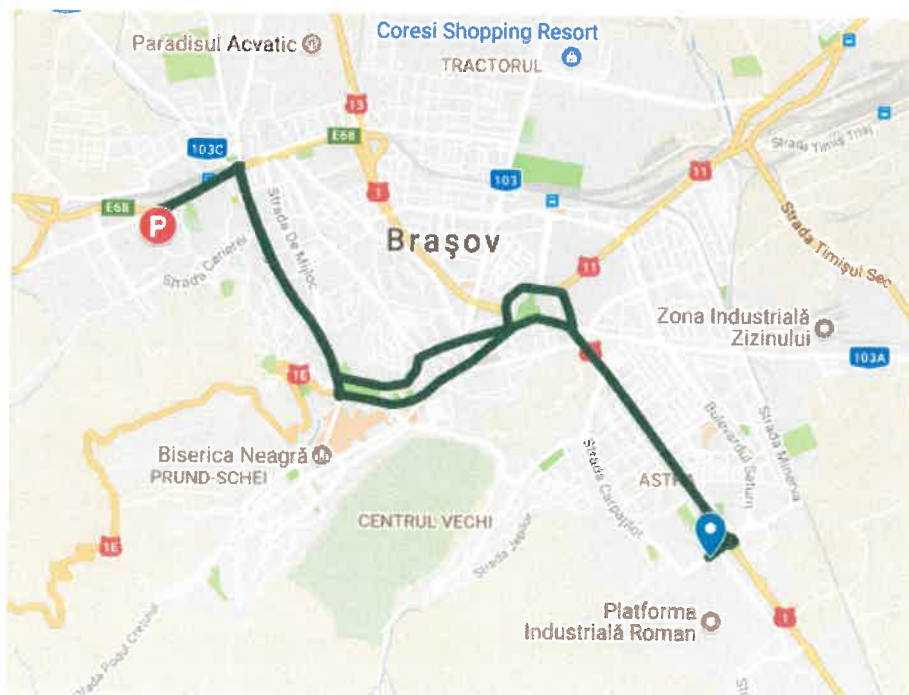 Coresi Shopping Resort
Paradisul Acvatic
TRACTORUL
13
E68
103C
Strada Timiș Triaj
11
103
1
E68
P
Strada De Mijloc
Strada Carierei
Brașov
11
Strada Timișul Sec
Zona Industrială
Zizinului
103A
1E
Bulevardul Saturn
Strada Minerva
Biserica Neagră
PRUND-SCHEI
Strada Carpaților
ASTRA
CENTRUL VECHI
Strada Jepilor
1E
Platforma
Industrială Roman
1
Strada Podul Crețului